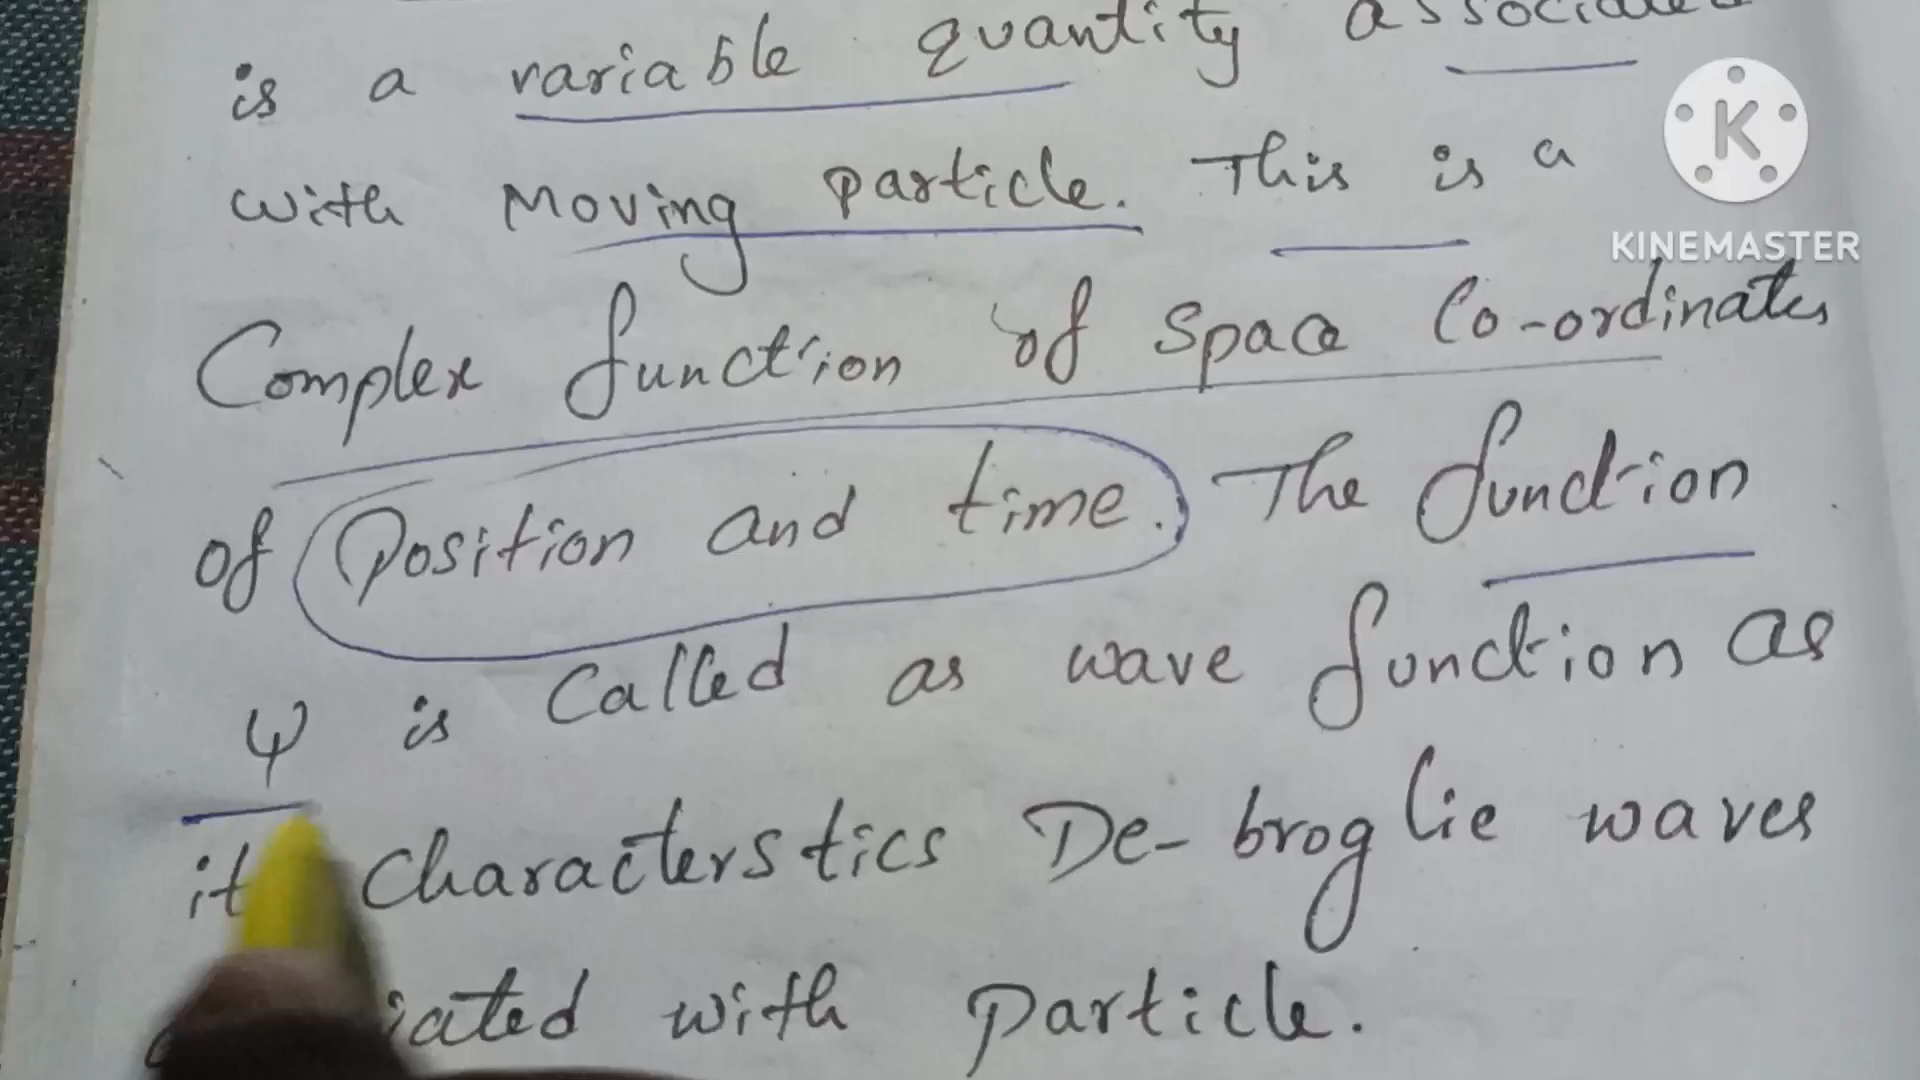 is a variable quantity associated
with Moving particle. This is a
KINEMASTER
Complex function of space Co-ordinates
of Position and time. The function
ψ is Called as wave function as
it characterstics De-broglie waves
with particle.